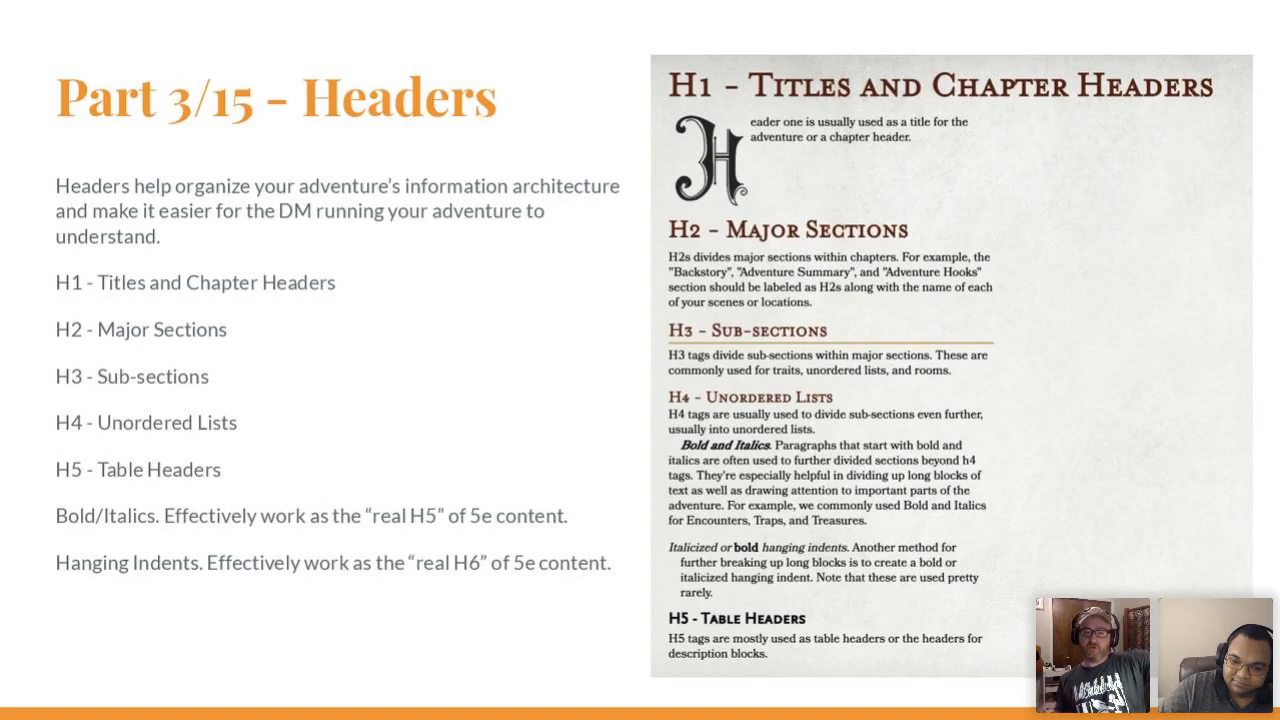 Part 3/15 - Headers
Headers help organize your adventure's information architecture
and make it easier for the DM running your adventure to
understand.
H1 - Titles and Chapter Headers
H2 - Major Sections
H3 - Sub-sections
H4 - Unordered Lists
H5 - Table Headers
Bold/Italics. Effectively work as the “real H5” of 5e content.
Hanging Indents. Effectively work as the “real H6” of 5e content.
H1 - Titles and Chapter Headers
Header one is usually used as a title for the
adventure or a chapter header.
H2 - Major Sections
H2s divides major sections within chapters. For example, the
"Backstory", "Adventure Summary", and "Adventure Hooks"
section should be labeled as H2s along with the name of each
of your scenes or locations.
H3 - Sub-sections
H3 tags divide sub-sections within major sections. These are
commonly used for traits, unordered lists, and rooms.
H4 - Unordered Lists
H4 tags are usually used to divide sub-sections even further,
usually into unordered lists.
Bold and Italics. Paragraphs that start with bold and
italics are often used to further divided sections beyond h4
tags. They're especially helpful in dividing up long blocks of
text as well as drawing attention to important parts of the
adventure. For example, we commonly used Bold and Italics
for Encounters, Traps, and Treasures.
Italicized or bold hanging indents. Another method for
further breaking up long blocks is to create a bold or
italicized hanging indent. Note that these are used pretty
rarely.
H5 - Table Headers
H5 tags are mostly used as table headers or the headers for
description blocks.